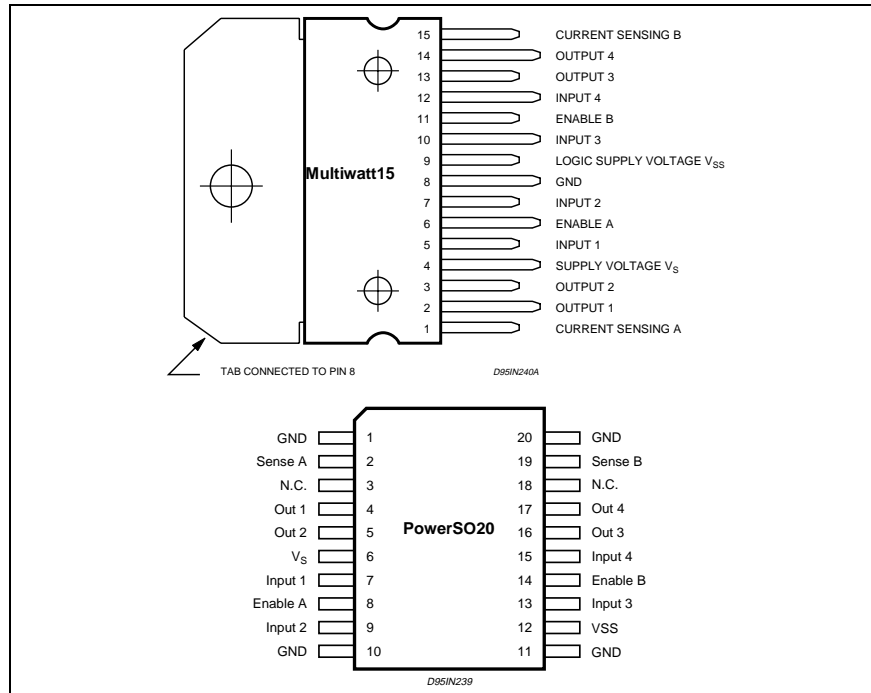 15 CURRENT SENSING B
14 OUTPUT 4
13 OUTPUT 3
12 INPUT 4
11 ENABLE B
10 INPUT 3
9 LOGIC SUPPLY VOLTAGE VSS
Multiwatt15
8 GND
7 INPUT 2
6 ENABLE A
5 INPUT 1
4 SUPPLY VOLTAGE VS
3 OUTPUT 2
2 OUTPUT 1
1 CURRENT SENSING A
TAB CONNECTED TO PIN 8
D95IN240A
GND 1 20 GND
Sense A 2 19 Sense B
N.C. 3 18 N.C.
Out 1 4 17 Out 4
Out 2 5 PowerSO20 16 Out 3
VS 6 15 Input 4
Input 1 7 14 Enable B
Enable A 8 13 Input 3
Input 2 9 12 VSS
GND 10 11 GND
D95IN239